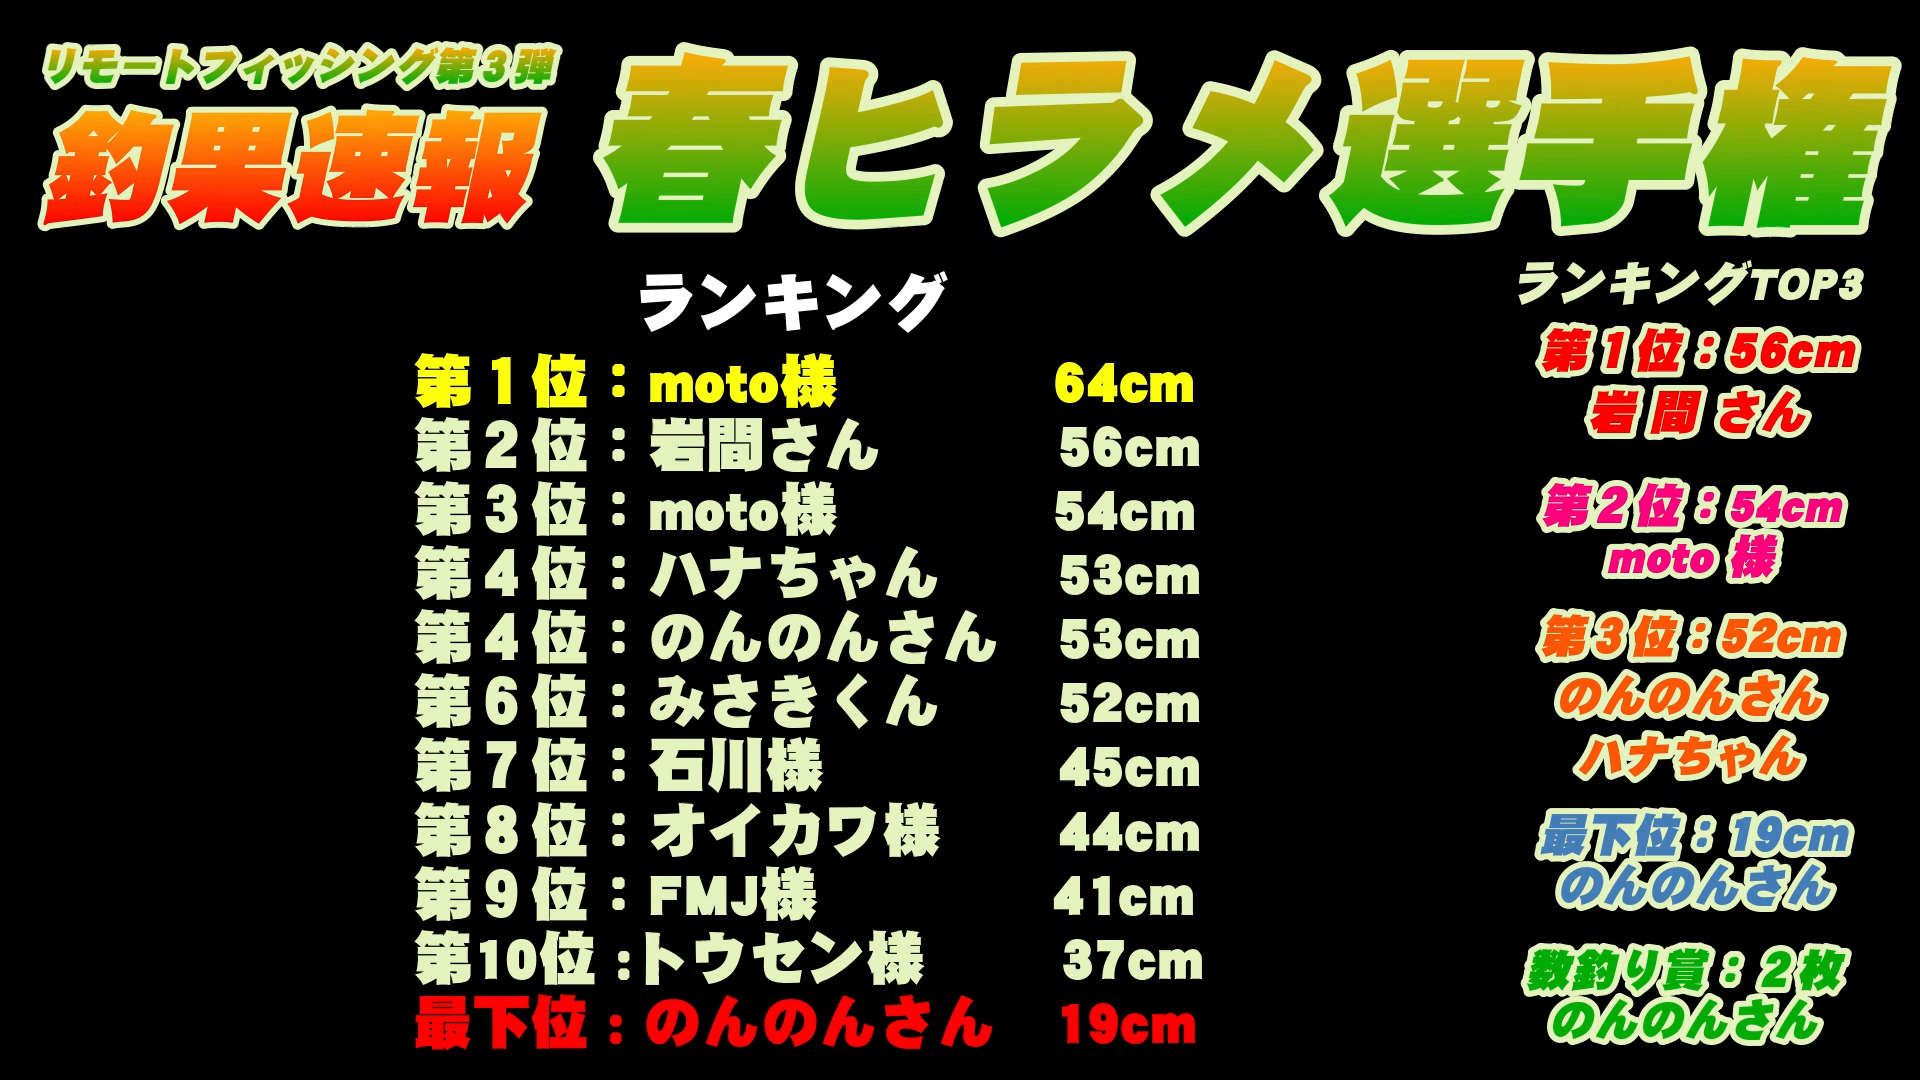 リモートフィッシング第3弾
釣果速報
春ヒラメ選手権
ランキング
第1位：moto様 64cm
第2位：岩間さん 56cm
第3位：moto様 54cm
第4位：ハナちゃん 53cm
第4位：のんのんさん 53cm
第6位：みさきくん 52cm
第7位：石川様 45cm
第8位：オイカワ様 44cm
第9位：FMJ様 41cm
第10位：トウセン様 37cm
最下位：のんのんさん 19cm
ランキングTOP3
第1位：56cm
岩間 さん
第2位：54cm
moto 様
第3位：52cm
のんのんさん
ハナちゃん
最下位：19cm
のんのんさん
数釣り賞：2枚
のんのんさん